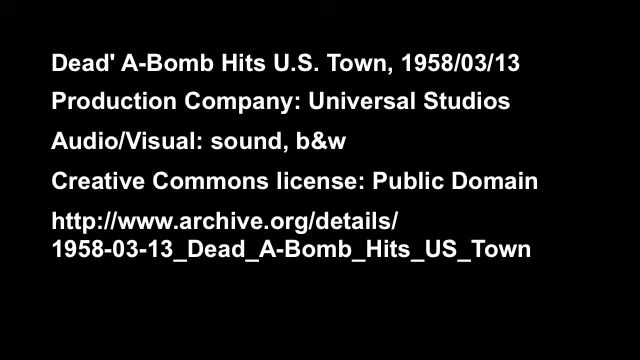 Dead' A-Bomb Hits U.S. Town, 1958/03/13
Production Company: Universal Studios
Audio/Visual: sound, b&w
Creative Commons license: Public Domain
http://www.archive.org/details/
1958-03-13_Dead_A-Bomb_Hits_US_Town